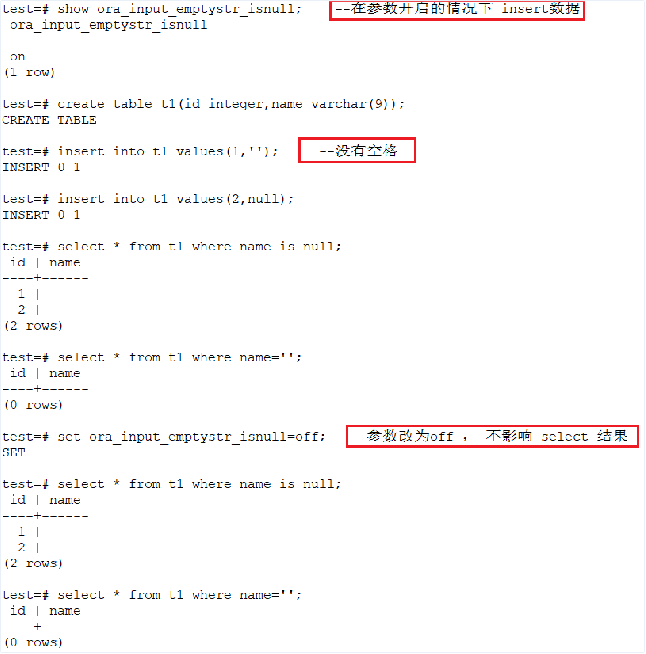 test=# show ora_input_emptystr_isnull; --在参数开启的情况下 insert数据
ora_input_emptystr_isnull
on
(1 row)
test=# create table t1(id integer,name varchar(9));
CREATE TABLE
test=# insert into t1 values(1,''); --没有空格
INSERT 0 1
test=# insert into t1 values(2,null);
INSERT 0 1
test=# select * from t1 where name is null;
id | name
----+------
1 |
2 |
(2 rows)
test=# select * from t1 where name='';
id | name
----+------
(0 rows)
test=# set ora_input_emptystr_isnull=off; 参数改为off ， 不影响 select 结果
SET
test=# select * from t1 where name is null;
id | name
----+------
1 |
2 |
(2 rows)
test=# select * from t1 where name='';
id | name
+
(0 rows)